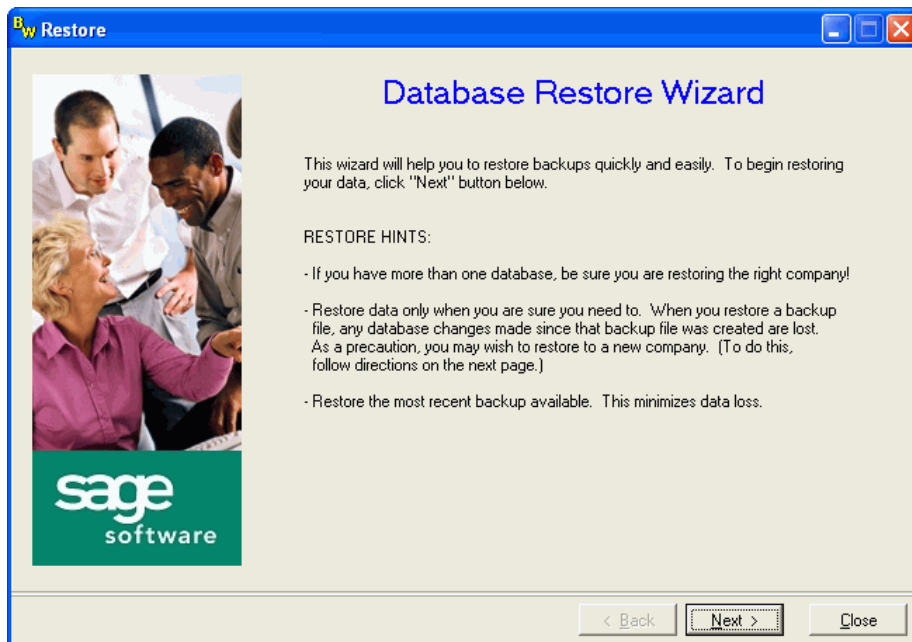 BW Restore
Database Restore Wizard
This wizard will help you to restore backups quickly and easily.  To begin restoring
your data, click "Next" button below.
RESTORE HINTS:
- If you have more than one database, be sure you are restoring the right company!
- Restore data only when you are sure you need to.  When you restore a backup
file, any database changes made since that backup file was created are lost.
As a precaution, you may wish to restore to a new company.  (To do this,
follow directions on the next page.)
- Restore the most recent backup available.  This minimizes data loss.
sage
software
< Back
Next >
Close